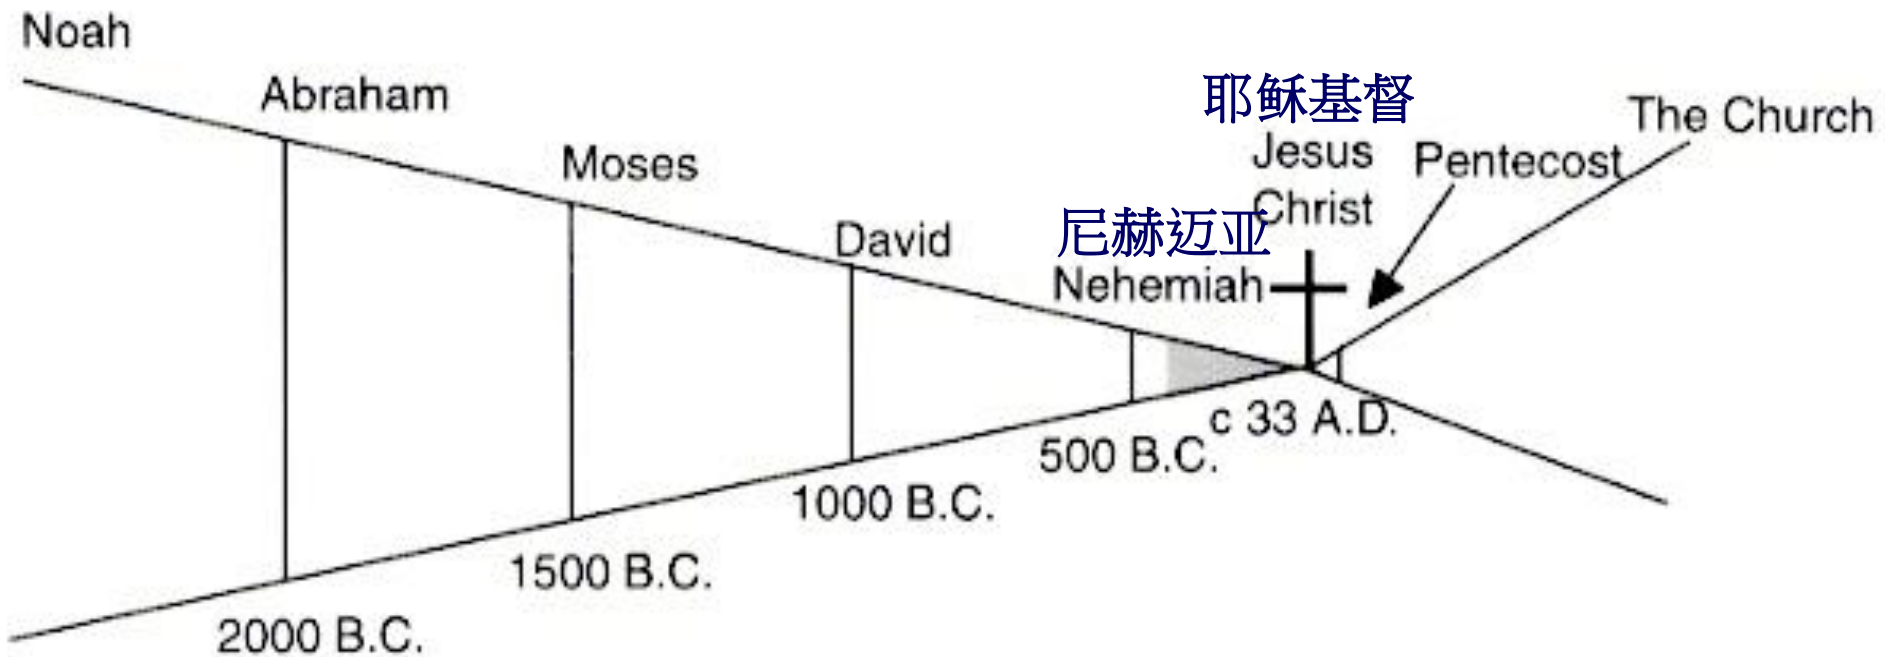 Noah
Abraham
Moses
David
尼赫迈亚
Nehemiah
耶稣基督
Jesus
Christ
Pentecost
The Church
2000 B.C.
1500 B.C.
1000 B.C.
500 B.C.
c 33 A.D.